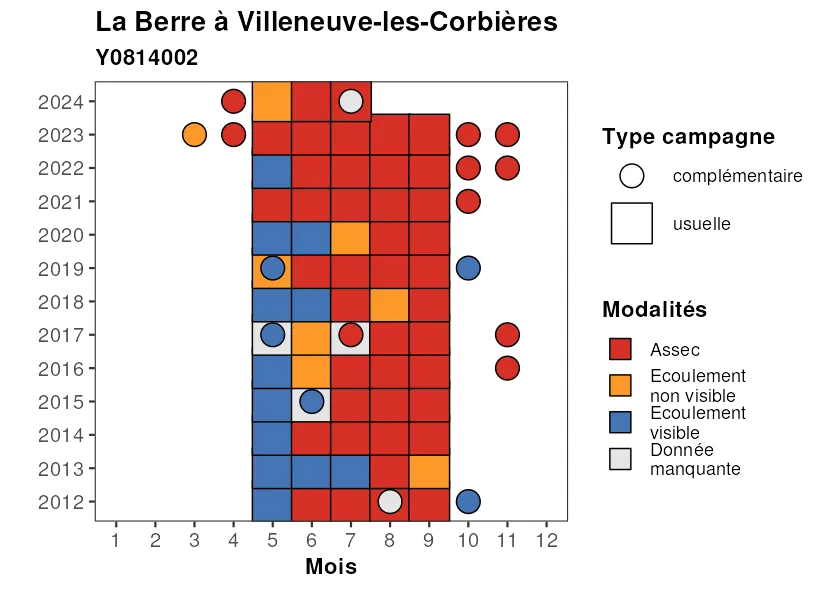 La Berre à Villeneuve-les-Corbières
Y0814002
2024
2023
2022
2021
2020
2019
2018
2017
2016
2015
2014
2013
2012
1 2 3 4 5 6 7 8 9 10 11 12
Mois
Type campagne
complémentaire
usuelle
Modalités
Assec
Ecoulement
non visible
Ecoulement
visible
Donnée
manquante